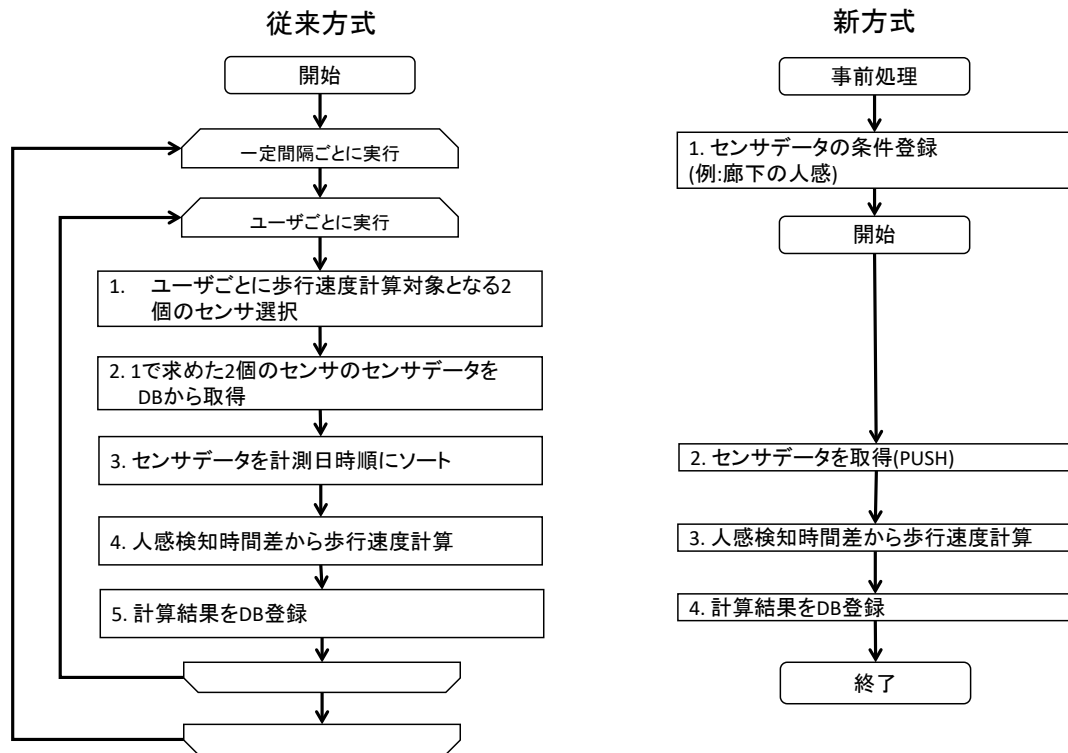 従来方式
開始
一定間隔ごとに実行
ユーザごとに実行
1. ユーザごとに歩行速度計算対象となる2
個のセンサ選択
2. 1で求めた2個のセンサのセンサデータを
DBから取得
3. センサデータを計測日時順にソート
4. 人感検知時間差から歩行速度計算
5. 計算結果をDB登録
新方式
事前処理
1. センサデータの条件登録
(例:廊下の人感)
開始
2. センサデータを取得(PUSH)
3. 人感検知時間差から歩行速度計算
4. 計算結果をDB登録
終了